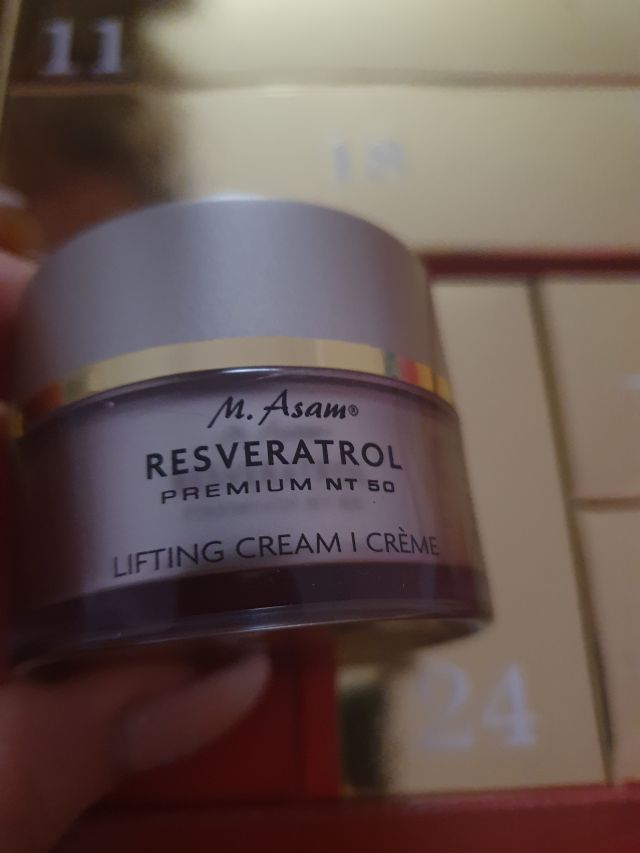 11
18
M. Asam®
RESVERATROL
PREMIUM NT 50
LIFTING CREAM I CRÈME
24